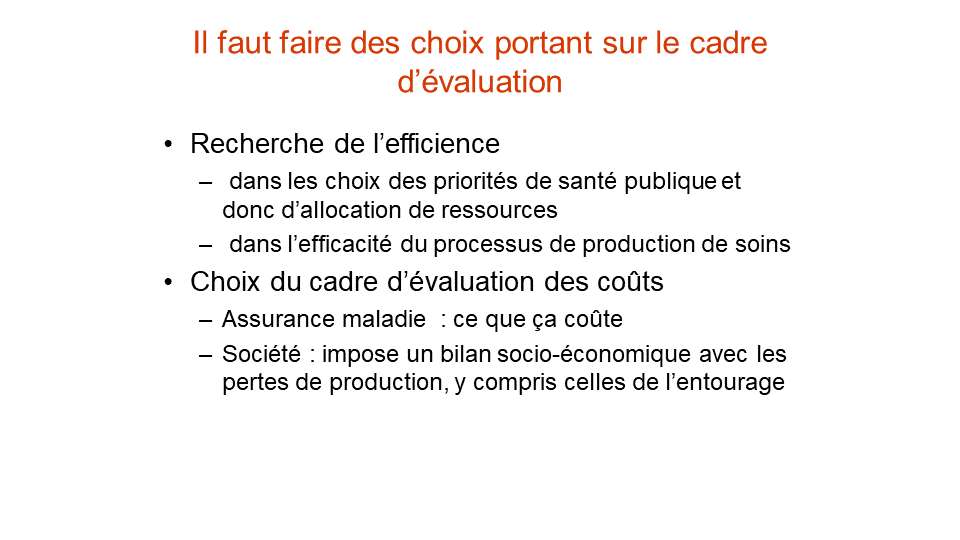 Il faut faire des choix portant sur le cadre
d’évaluation
• Recherche de l’efficience
– dans les choix des priorités de santé publique et
donc d’allocation de ressources
– dans l’efficacité du processus de production de soins
• Choix du cadre d’évaluation des coûts
– Assurance maladie : ce que ça coûte
– Société : impose un bilan socio-économique avec les
pertes de production, y compris celles de l’entourage